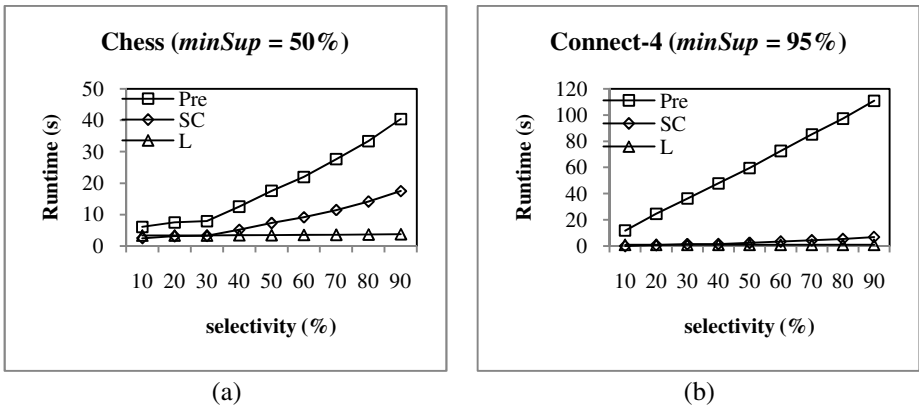 Chess (minSup = 50%)
50
40
30
20
10
0
Runtime (s)
Pre
SC
L
10 20 30 40 50 60 70 80 90
selectivity (%)
(a)
Connect-4 (minSup = 95%)
120
100
80
60
40
20
0
Runtime (s)
Pre
SC
L
10 20 30 40 50 60 70 80 90
selectivity (%)
(b)